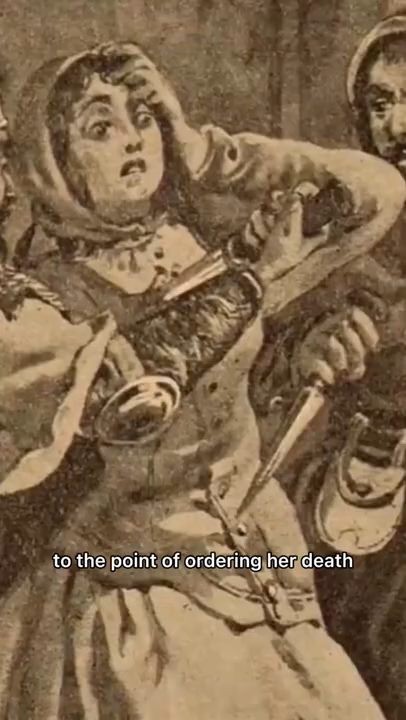 to the point of ordering her death